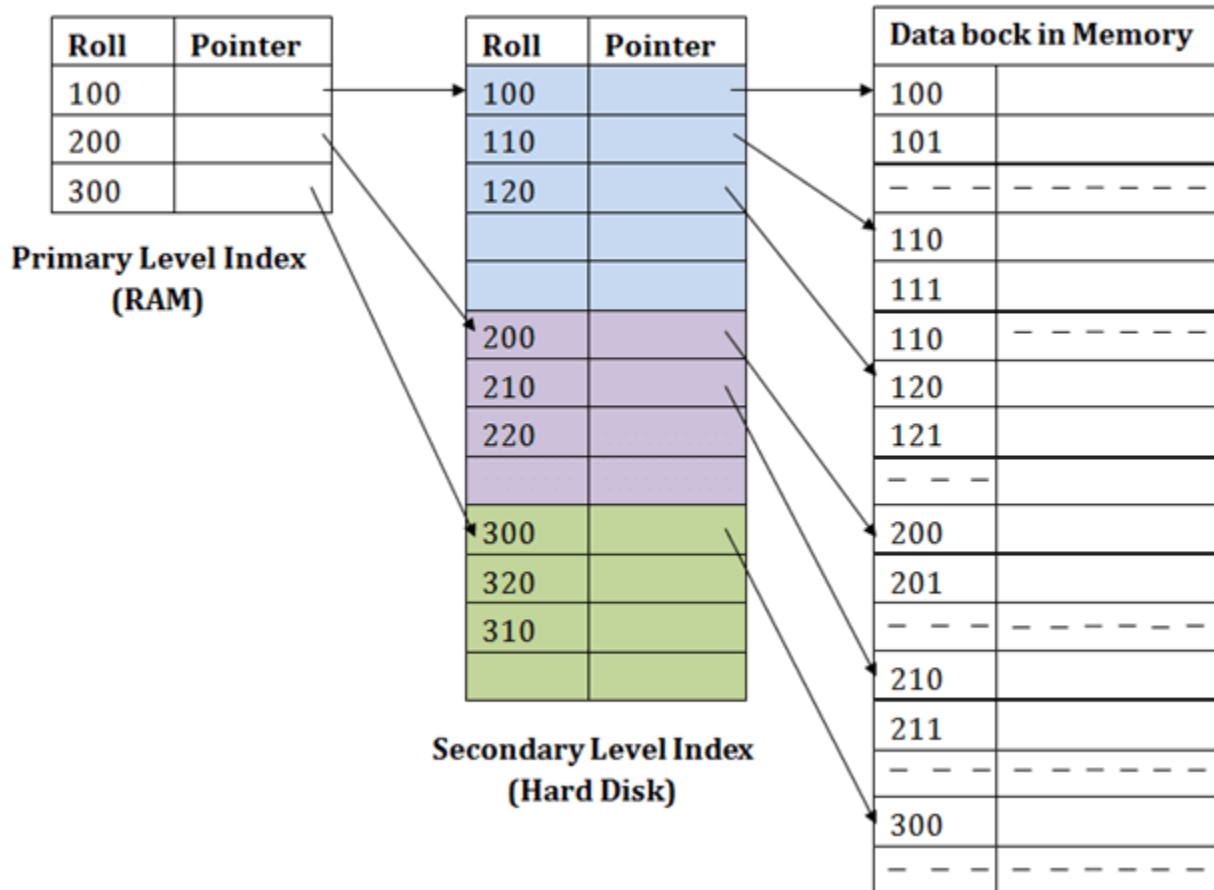 Roll Pointer
100
200
300
Primary Level Index
(RAM)
Roll Pointer
100
110
120
200
210
220
300
320
310
Secondary Level Index
(Hard Disk)
Data bock in Memory
100
101
— — — — — — — — —
110
111
110 — — — — — —
120
121
— — —
200
201
— — — — — — — — —
210
211
— — — — — — — — —
300
— — — — — — — — —